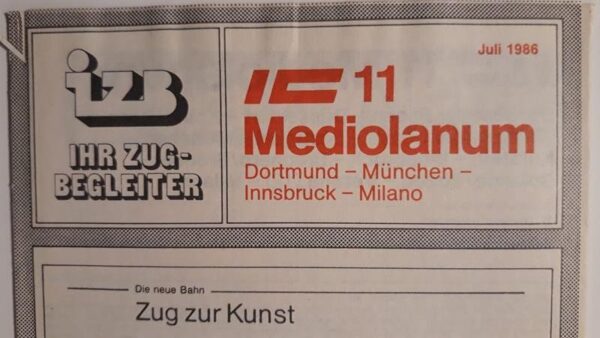 izb
IHR ZUG-
BEGLEITER
Juli 1986
IC 11
Mediolanum
Dortmund – München –
Innsbruck – Milano
Die neue Bahn
Zug zur Kunst